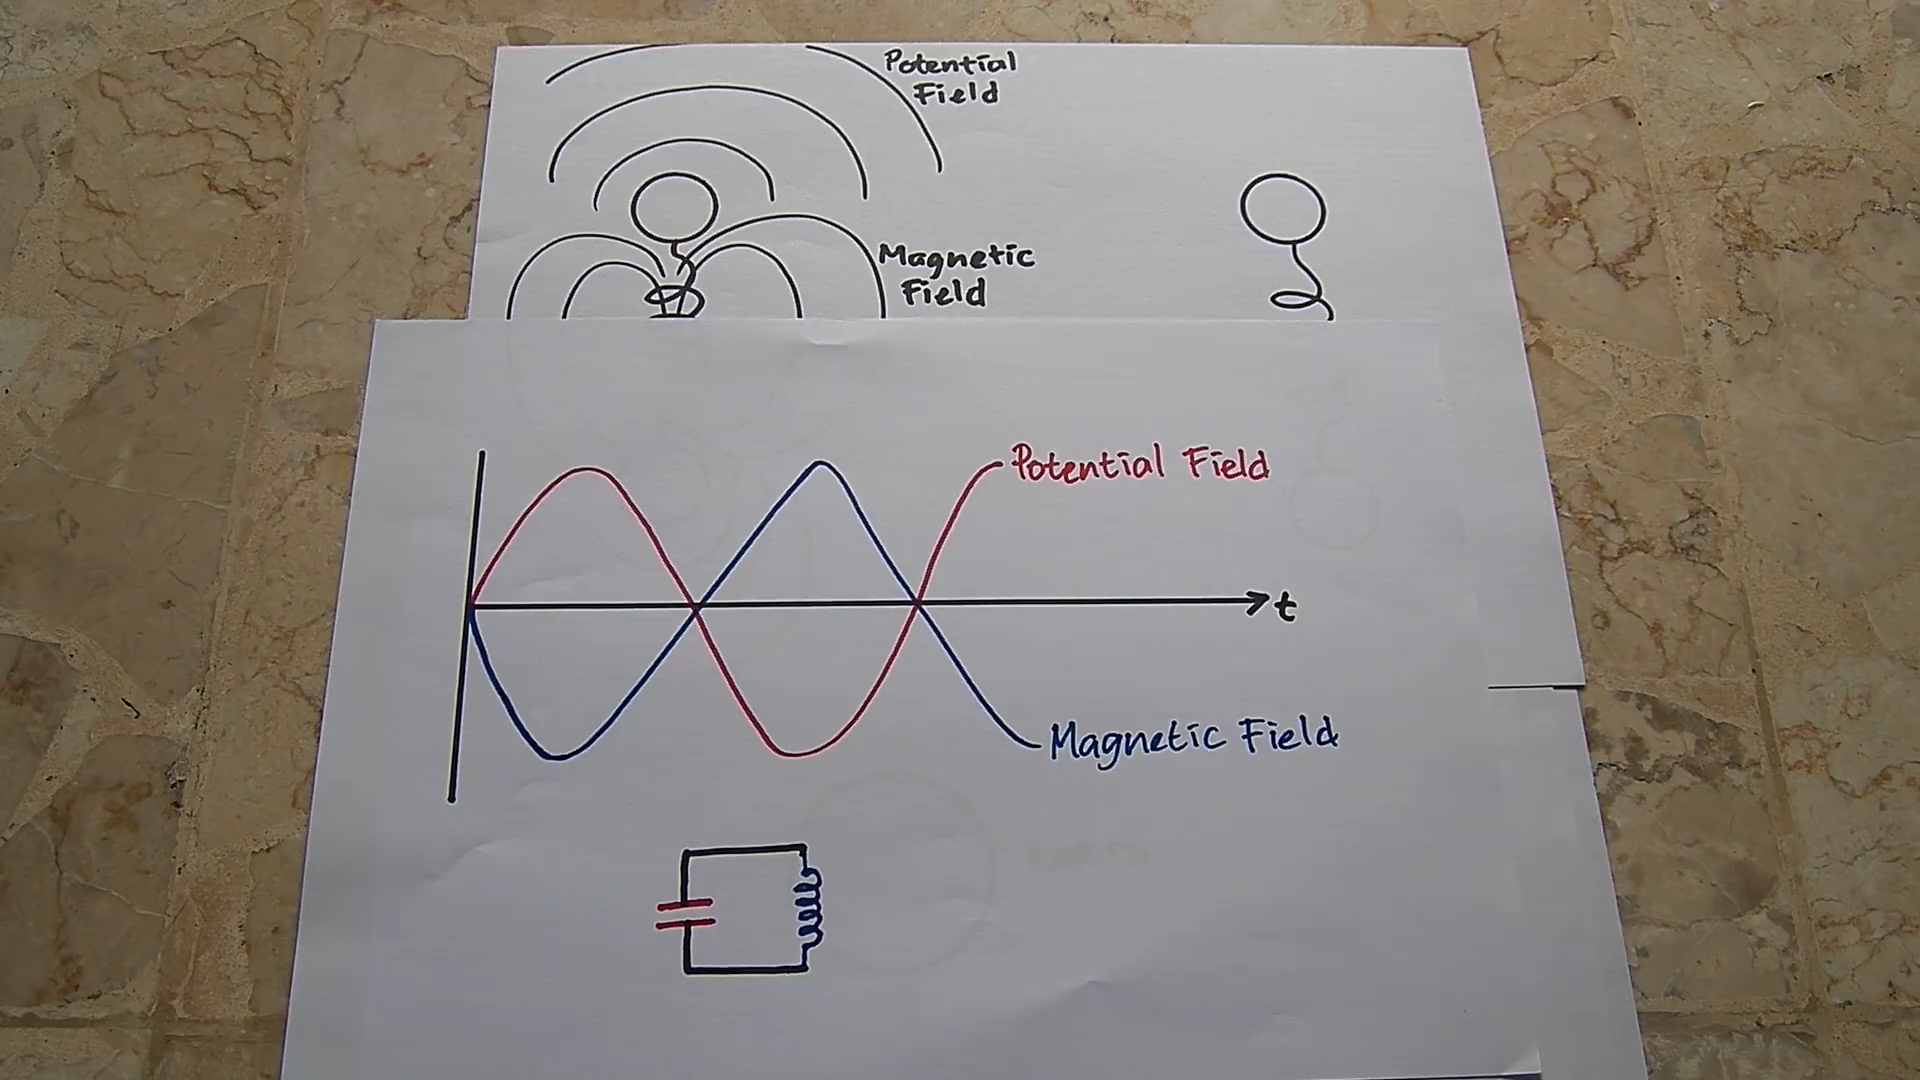 Potential
Field
Magnetic
Field
Potential Field
t
Magnetic Field